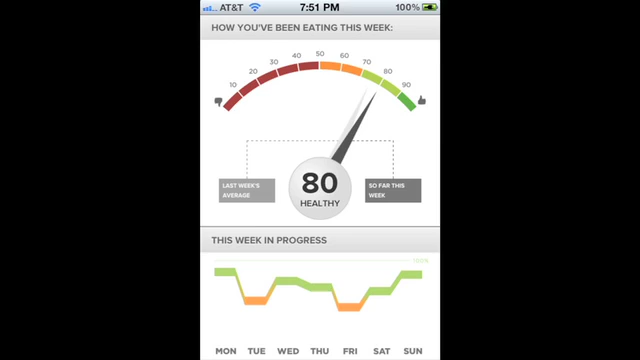 AT&T 7:51 PM 100%
HOW YOU'VE BEEN EATING THIS WEEK:
10 20 30 40 50 60 70 80 90
LAST WEEK'S
AVERAGE
80
HEALTHY
SO FAR THIS
WEEK
THIS WEEK IN PROGRESS
100%
MON TUE WED THU FRI SAT SUN